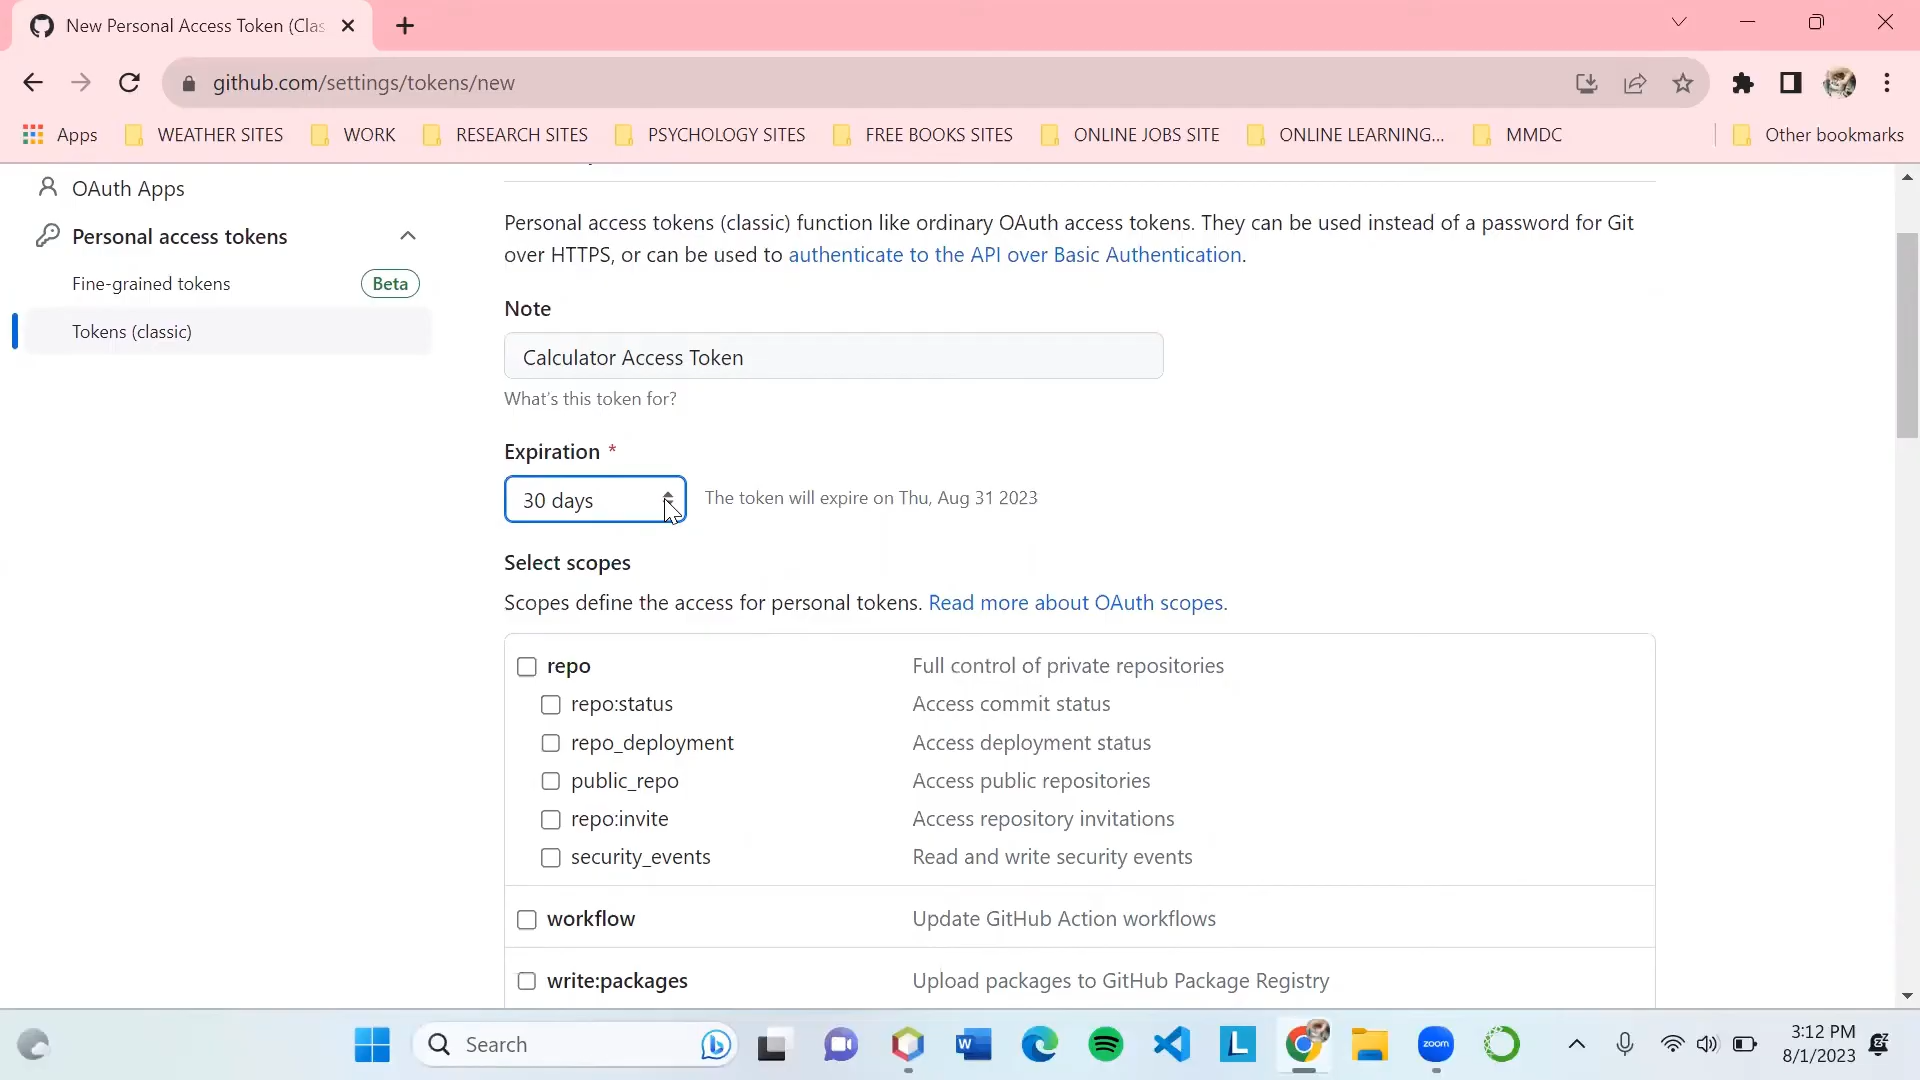 New Personal Access Token (Clas
github.com/settings/tokens/new
Apps
WEATHER SITES
WORK
RESEARCH SITES
PSYCHOLOGY SITES
FREE BOOKS SITES
ONLINE JOBS SITE
ONLINE LEARNING...
MMDC
Other bookmarks
OAuth Apps
Personal access tokens
Fine-grained tokens
Beta
Tokens (classic)
Personal access tokens (classic) function like ordinary OAuth access tokens. They can be used instead of a password for Git
over HTTPS, or can be used to authenticate to the API over Basic Authentication.
Note
Calculator Access Token
What's this token for?
Expiration *
30 days
The token will expire on Thu, Aug 31 2023
Select scopes
Scopes define the access for personal tokens. Read more about OAuth scopes.
repo Full control of private repositories
repo:status Access commit status
repo_deployment Access deployment status
public_repo Access public repositories
repo:invite Access repository invitations
security_events Read and write security events
workflow Update GitHub Action workflows
write:packages Upload packages to GitHub Package Registry
Search
W
L
zoom
3:12 PM
8/1/2023